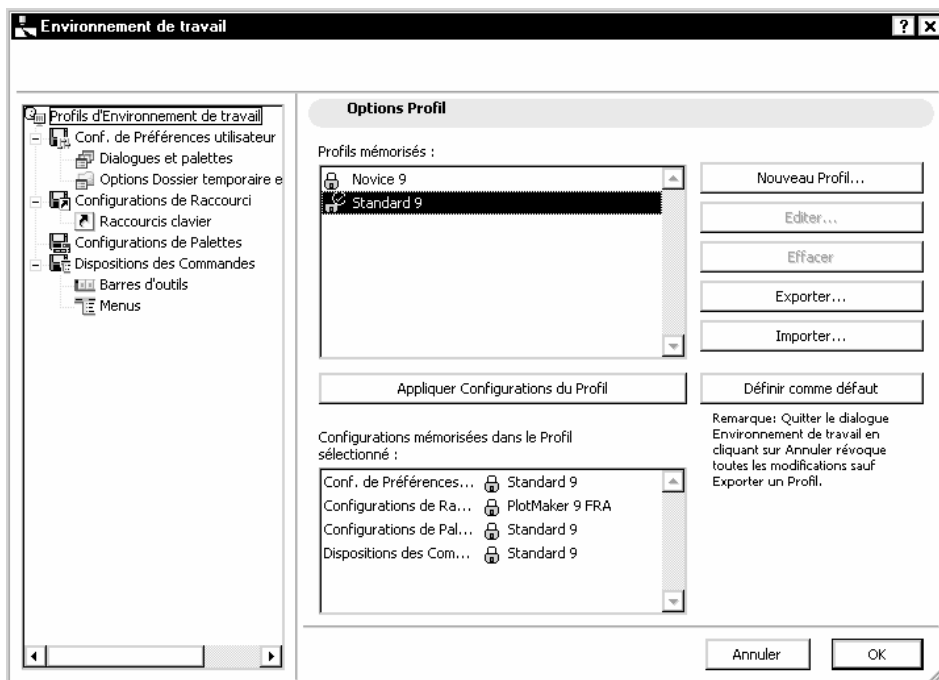 Environnement de travail
Profils d'Environnement de travail
Conf. de Préférences utilisateur
Dialogues et palettes
Options Dossier temporaire e
Configurations de Raccourci
Raccourcis clavier
Configurations de Palettes
Dispositions des Commandes
Barres d'outils
Menus
Options Profil
Profils mémorisés :
Novice 9
Standard 9
Nouveau Profil...
Editer...
Effacer
Exporter...
Importer...
Appliquer Configurations du Profil
Définir comme défaut
Remarque: Quitter le dialogue
Environnement de travail en
cliquant sur Annuler révoque
toutes les modifications sauf
Exporter un Profil.
Configurations mémorisées dans le Profil
sélectionné :
Conf. de Préférences... Standard 9
Configurations de Ra... PlotMaker 9 FRA
Configurations de Pal... Standard 9
Dispositions des Com... Standard 9
Annuler
OK